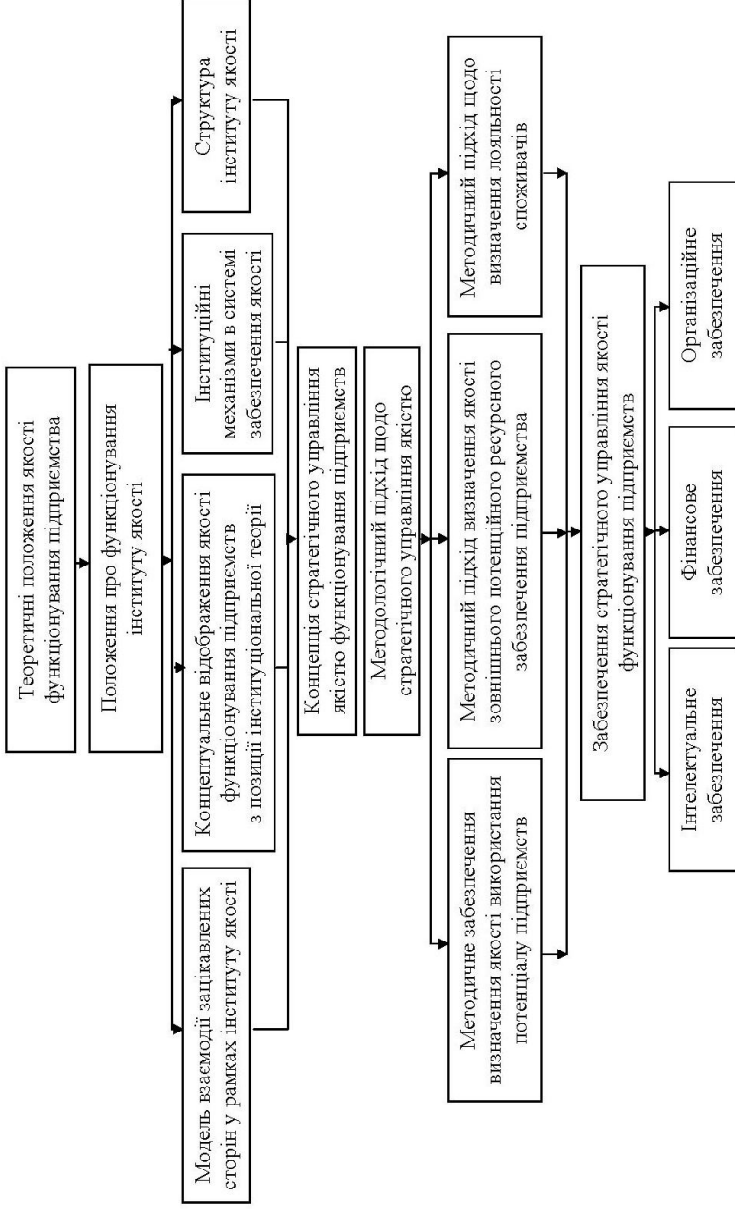 Теоретичні положення якості
функціонування підприємства
Положення про функціонування
інституту якості
Модель взаємодії зацікавлених
сторін у рамках інституту якості
Концептуальне відображення якості
функціонування підприємств
з позиції інституціональної теорії
Інституційні
механізми в системі
забезпечення якості
Структура
інституту якості
Концепція стратегічного управління
якістю функціонування підприємств
Методологічний підхід щодо
стратегічного управління якістю
Методичне забезпечення
визначення якості використання
потенціалу підприємств
Методичний підхід визначення якості
зовнішнього потенційного ресурсного
забезпечення підприємства
Методичний підхід щодо
визначення лояльності
споживачів
Забезпечення стратегічного управління якості
функціонування підприємств
Інтелектуальне
забезпечення
Фінансове
забезпечення
Організаційне
забезпечення